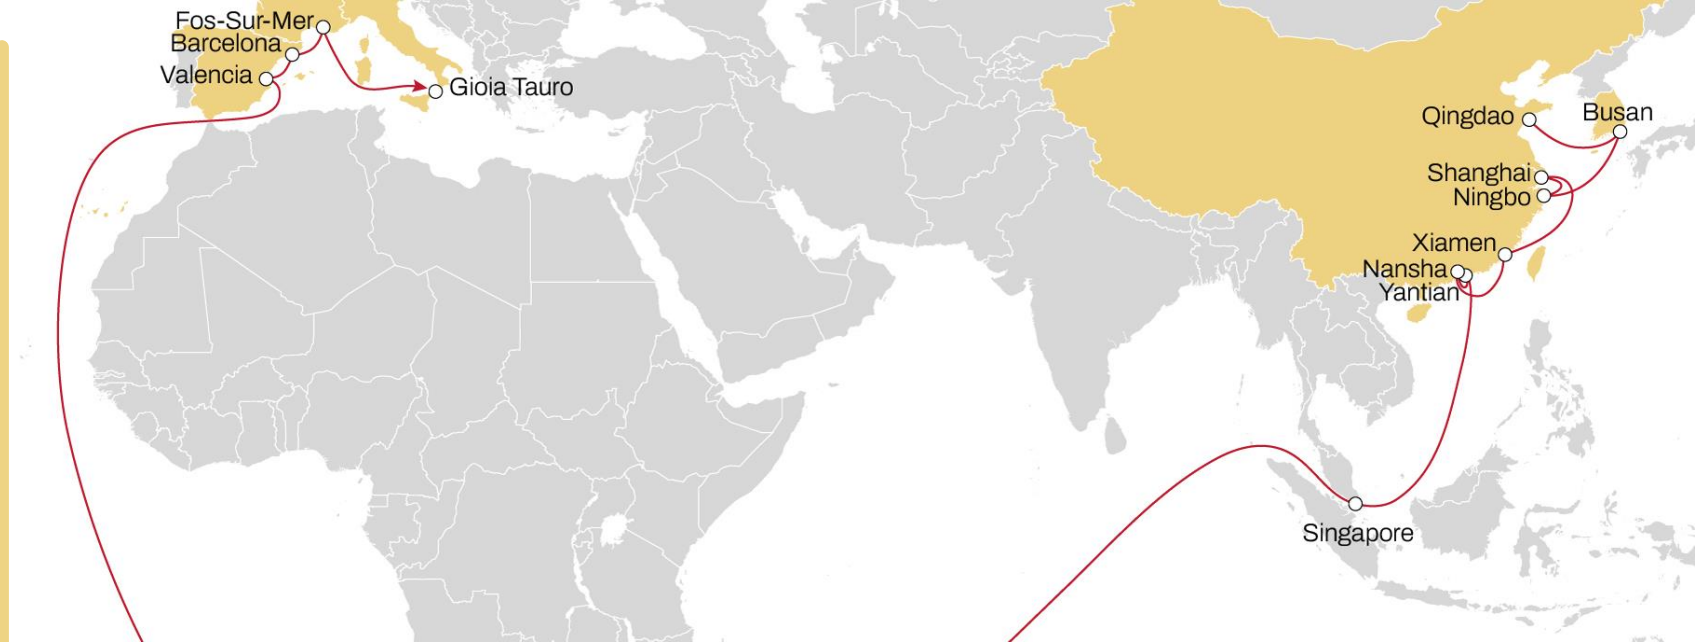 Fos-Sur-Mer
Barcelona
Valencia
Gioia Tauro
Qingdao
Busan
Shanghai
Ningbo
Xiamen
Nansha
Yantian
Singapore